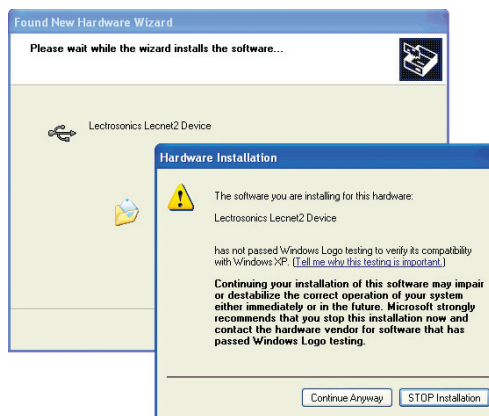 Found New Hardware Wizard
Please wait while the wizard installs the software...
Lectrosonics Lecnet2 Device
Hardware Installation
The software you are installing for this hardware:
Lectrosonics Lecnet2 Device
has not passed Windows Logo testing to verify its compatibility
with Windows XP. (Tell me why this testing is important.)
Continuing your installation of this software may impair
or destabilize the correct operation of your system
either immediately or in the future. Microsoft strongly
recommends that you stop this installation now and
contact the hardware vendor for software that has
passed Windows Logo testing.
Continue Anyway
STOP Installation